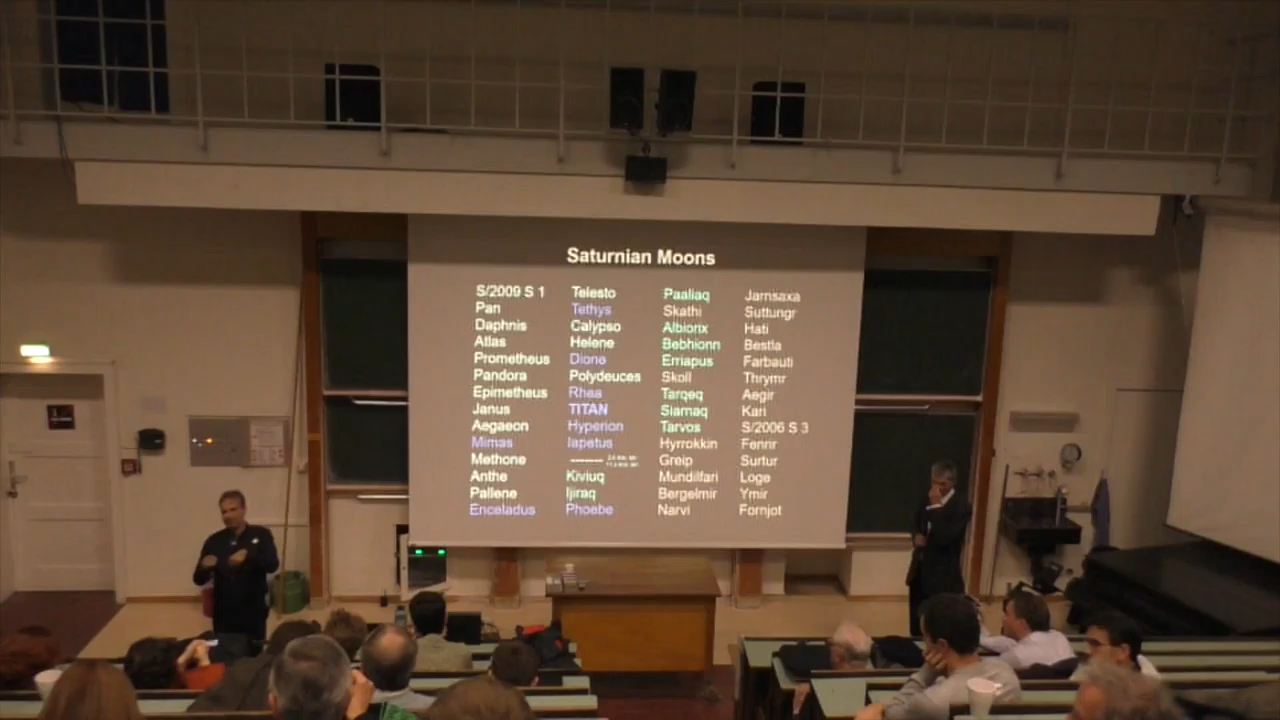 Saturnian Moons
S/2009 S 1 Telesto Paaliaq Jarnsaxa
Pan Tethys Skathi Suttungr
Daphnis Calypso Albiorix Hati
Atlas Helene Bebhionn Bestla
Prometheus Dione Erriapus Farbauti
Pandora Polydeuces Skoll Thrymr
Epimetheus Rhea Tarqeq Aegir
Janus TITAN Siarnaq Kari
Aegaeon Hyperion Tarvos S/2006 S 3
Mimas Iapetus Hyrrokkin Fenrir
Methone -------- Greip Surtur
Anthe Kiviuq Mundilfari Loge
Pallene Ijiraq Bergelmir Ymir
Enceladus Phoebe Narvi Fornjot